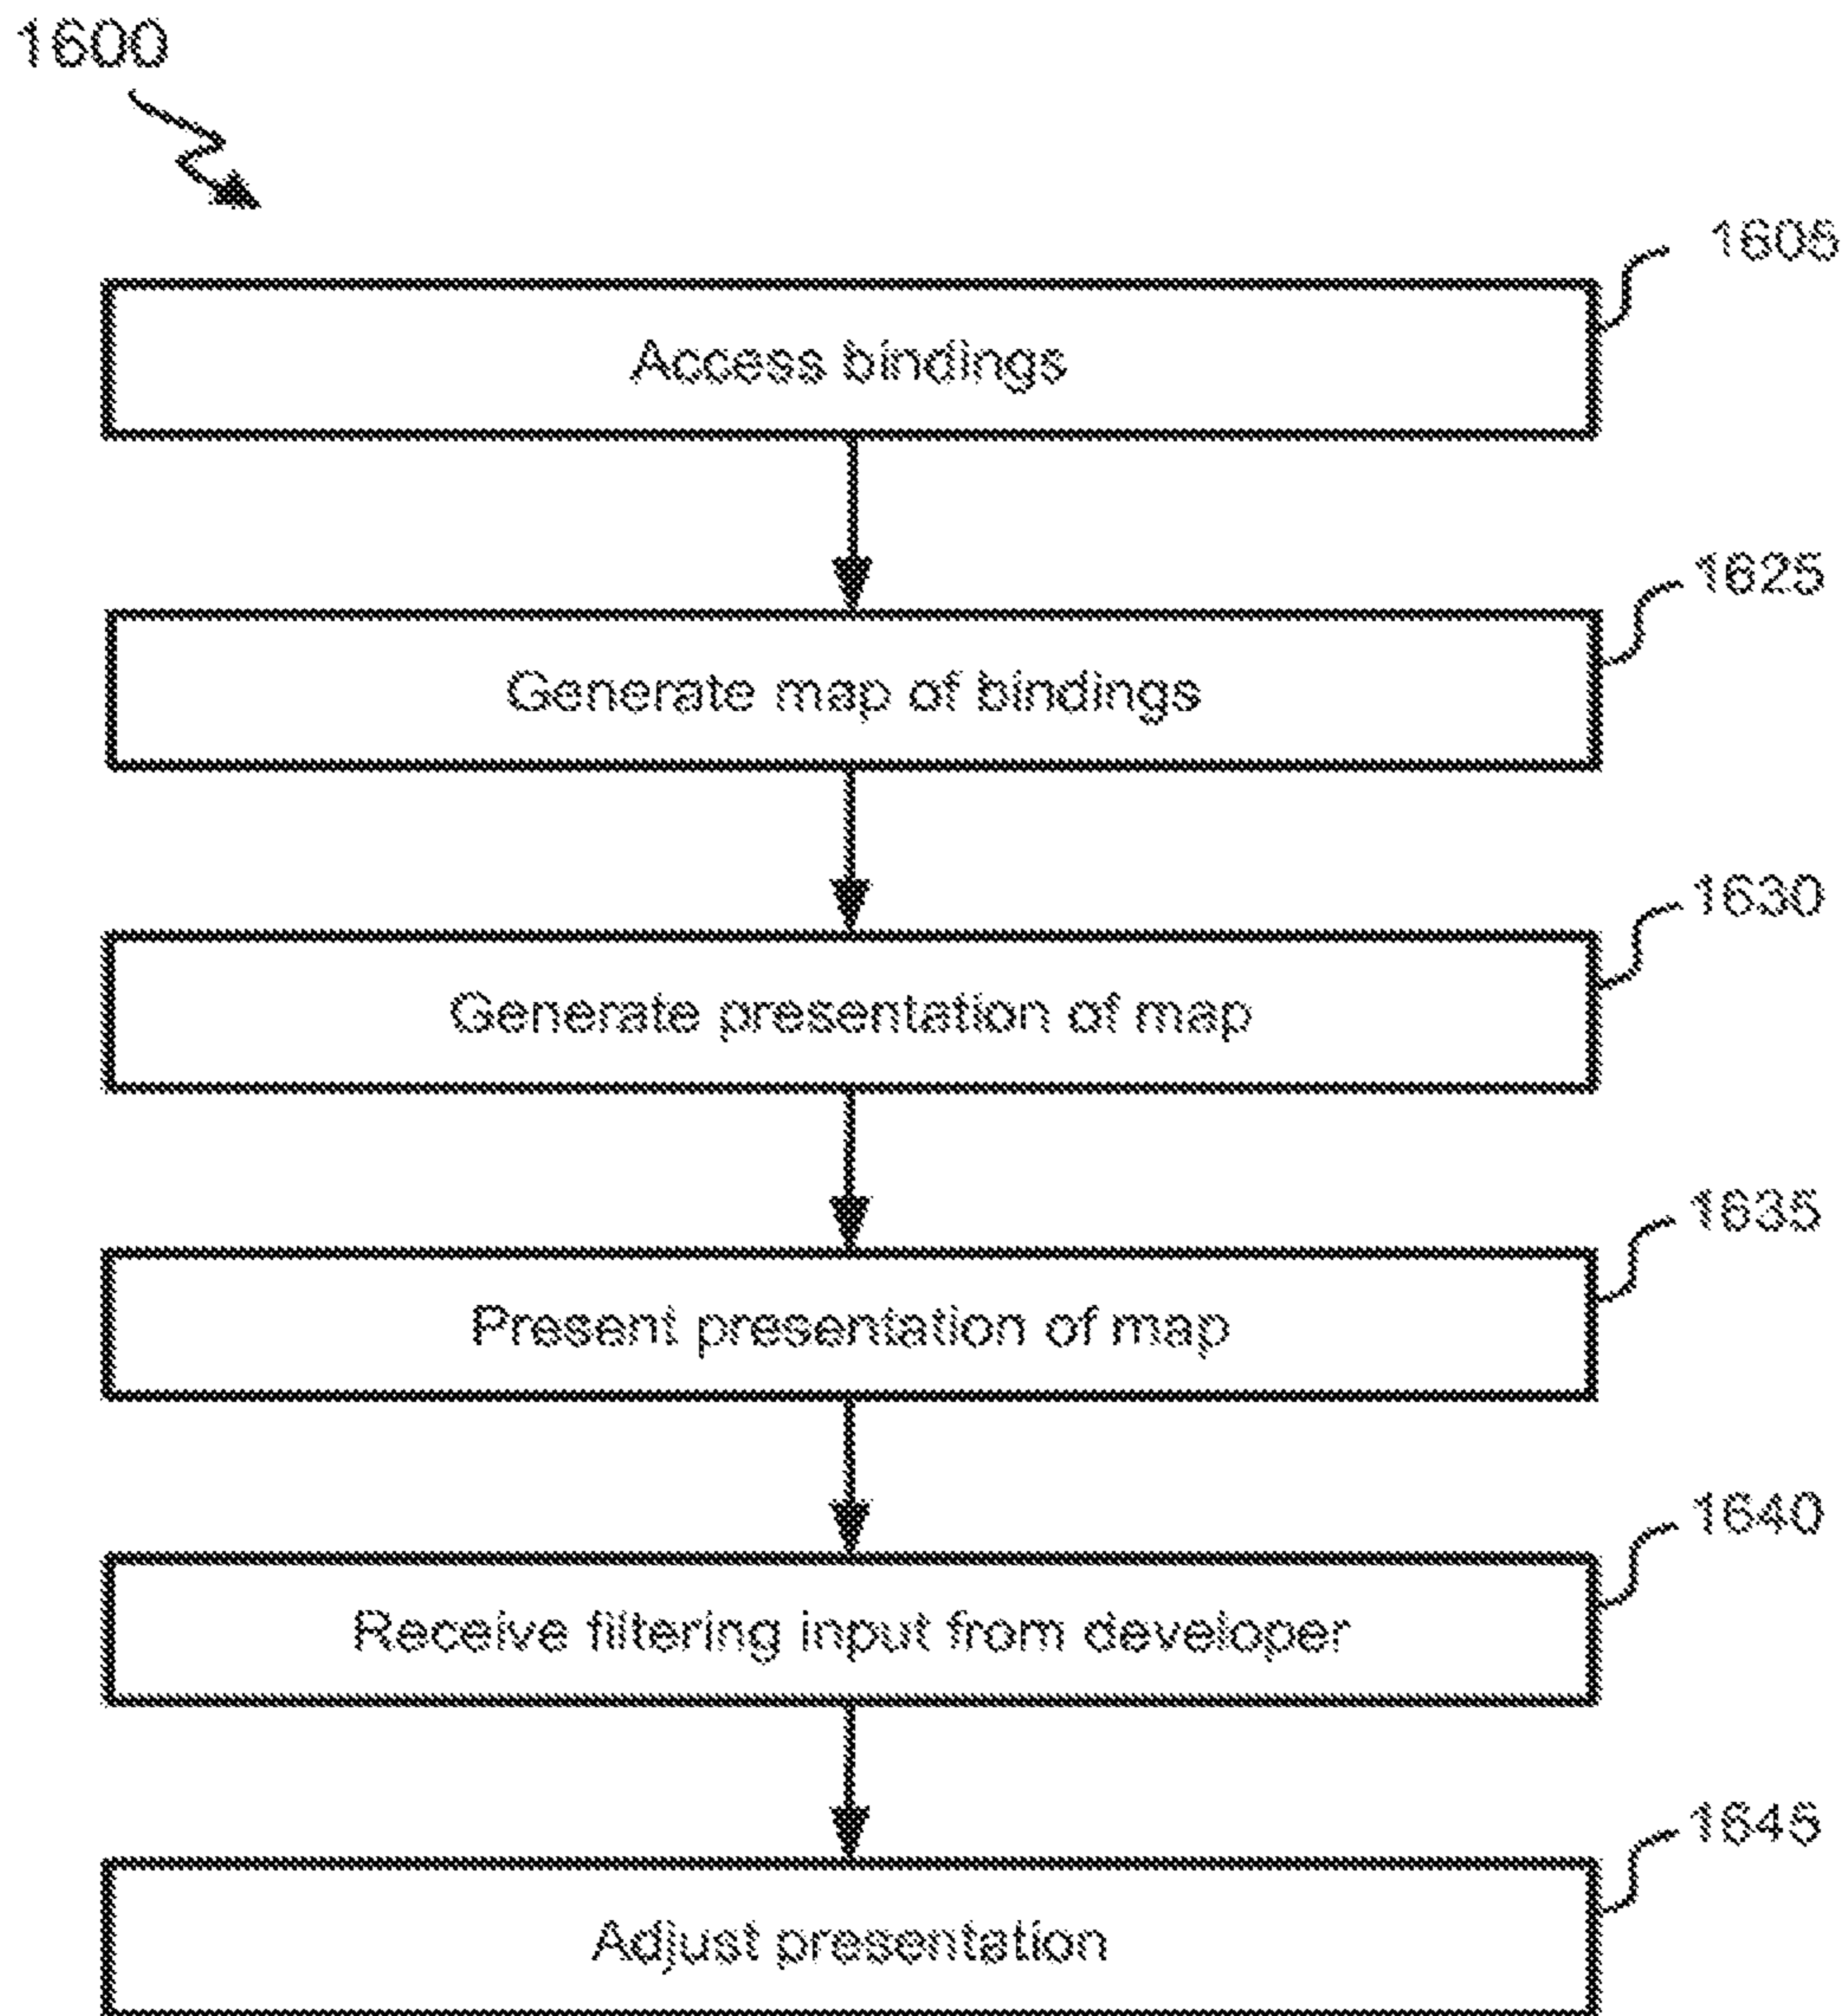 1600
1605
Access bindings
1625
Generate map of bindings
1630
Generate presentation of map
1635
Present presentation of map
1640
Receive filtering input from developer
1645
Adjust presentation